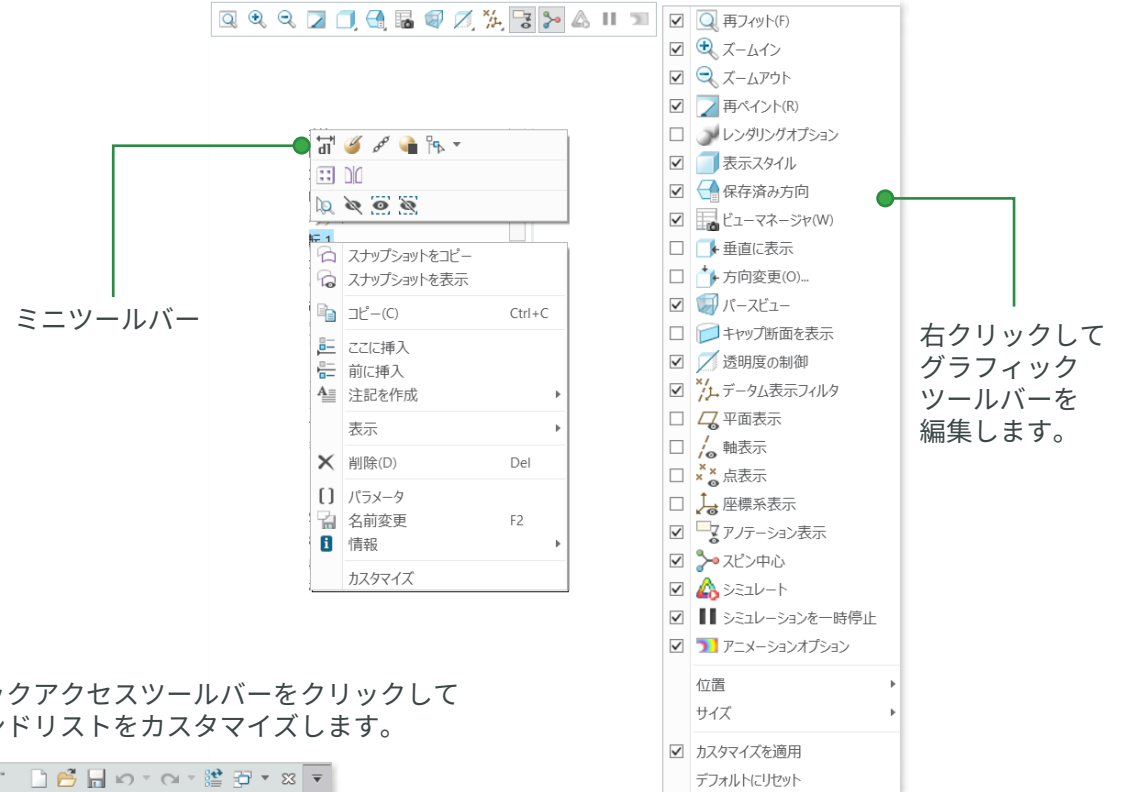 再フィット(F)
ズームイン
ズームアウト
再ペイント(R)
レンダリングオプション
表示スタイル
保存済み方向
ビューマネージャ(W)
垂直に表示
方向変更(O)...
パースビュー
キャップ断面を表示
透明度の制御
データム表示フィルタ
平面表示
軸表示
点表示
座標系表示
アノテーション表示
スピン中心
シミュレート
シミュレーションを一時停止
アニメーションオプション
位置
サイズ
カスタマイズを適用
デフォルトにリセット
ミニツールバー
転 1
スナップショットをコピー
スナップショットを表示
コピー(C) Ctrl+C
ここに挿入
前に挿入
注記を作成
表示
削除(D) Del
パラメータ
名前変更 F2
情報
カスタマイズ
右クリックして
グラフィック
ツールバーを
編集します。
ックアクセスツールバーをクリックして
ンドリストをカスタマイズします。